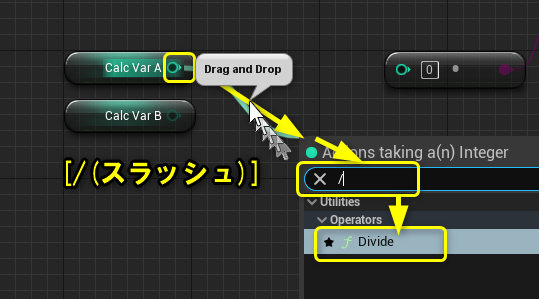 Calc Var A
Drag and Drop
0
Calc Var B
[/(スラッシュ)]
Actions taking a(n) Integer
/
Utilities
Operators
f Divide